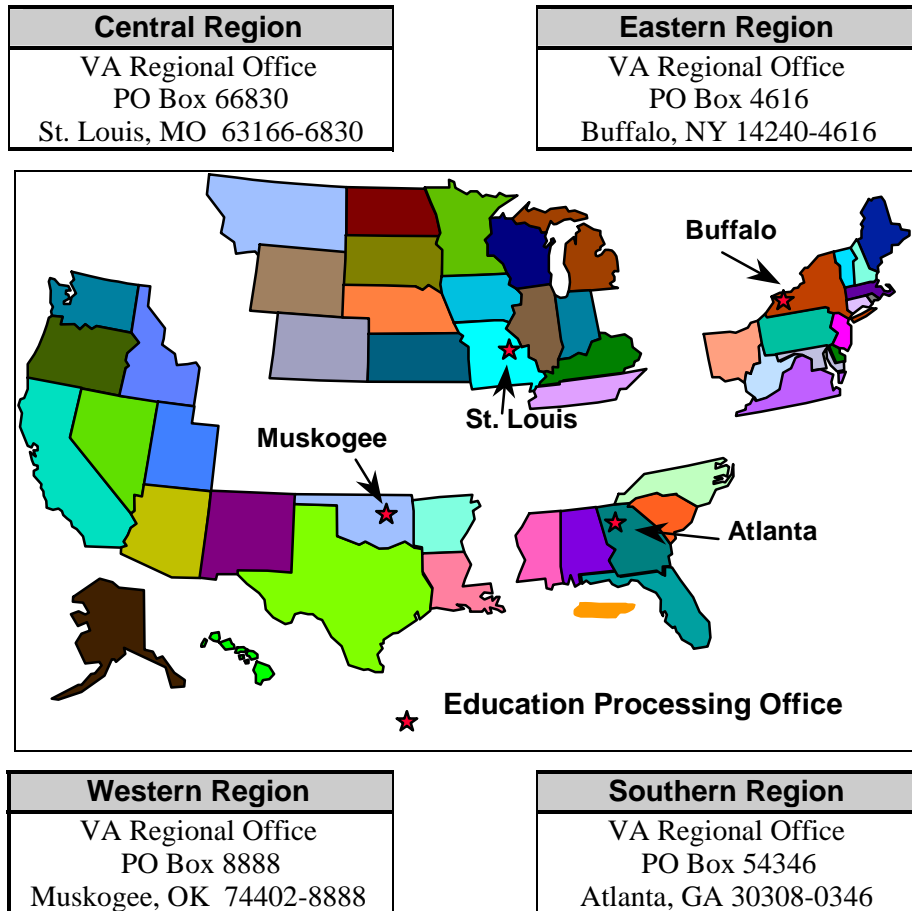 Central Region
VA Regional Office
PO Box 66830
St. Louis, MO  63166-6830
Eastern Region
VA Regional Office
PO Box 4616
Buffalo, NY 14240-4616
Buffalo
St. Louis
Muskogee
Atlanta
Education Processing Office
Western Region
VA Regional Office
PO Box 8888
Muskogee, OK  74402-8888
Southern Region
VA Regional Office
PO Box 54346
Atlanta, GA 30308-0346